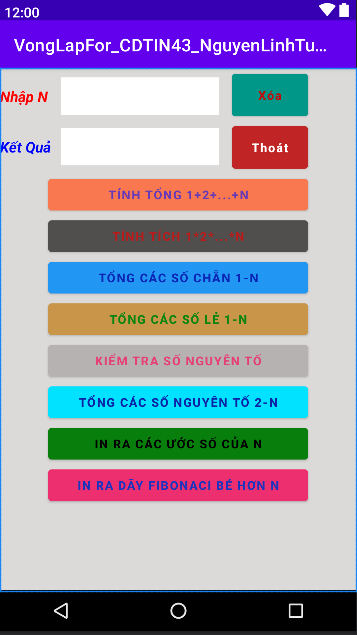 12:00
VongLapFor_CDTIN43_NguyenLinhTu...
Nhập N
Xóa
Kết Quả
Thoát
TÍNH TỔNG 1+2+...+N
TÍNH TÍCH 1*2*...*N
TỔNG CÁC SỐ CHẴN 1-N
TỔNG CÁC SỐ LẺ 1-N
KIỂM TRA SỐ NGUYÊN TỐ
TỔNG CÁC SỐ NGUYÊN TỐ 2-N
IN RA CÁC ƯỚC SỐ CỦA N
IN RA DÃY FIBONACI BÉ HƠN N